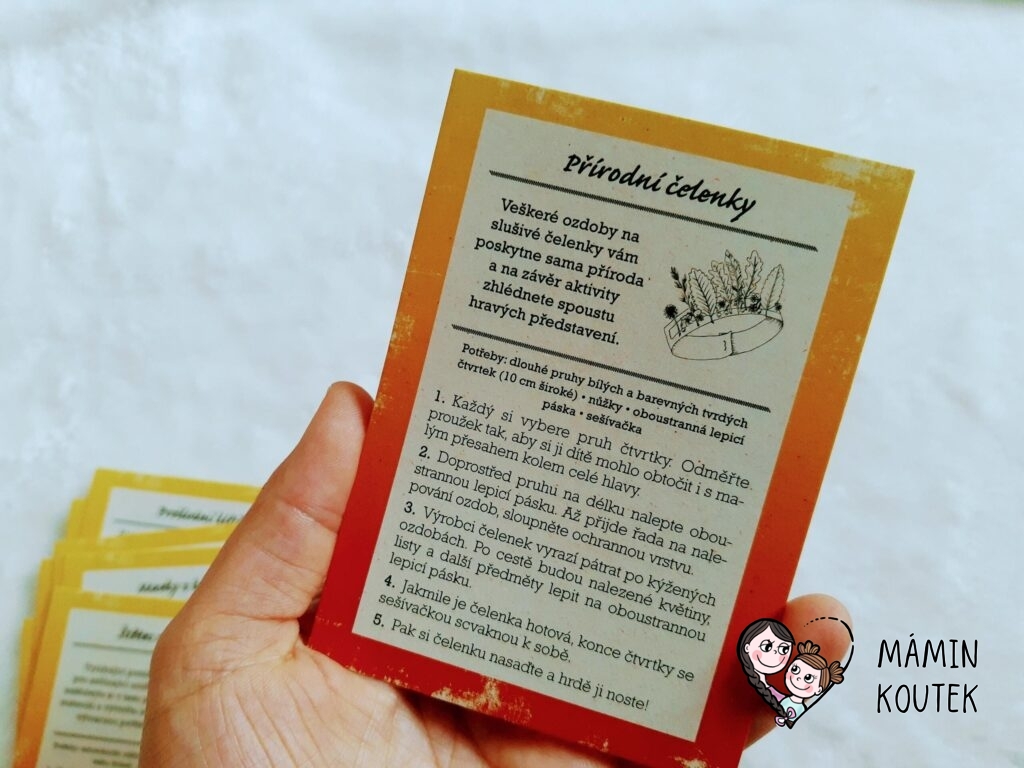 Přírodní čelenky
Veškeré ozdoby na
slušivé čelenky vám
poskytne sama příroda
a na závěr aktivity
zhlédnete spoustu
hravých představení.
Potřeby: dlouhé pruhy bílých a barevných tvrdých
čtvrtek (10 cm široké) • nůžky • oboustranná lepící
páska • sešívačka
1. Každý si vybere pruh čtvrtky. Odměřte
proužek tak, aby si ji dítě mohlo obtočit i s ma-
lým přesahem kolem celé hlavy.
2. Doprostřed pruhu na délku nalepte obou-
strannou lepicí pásku. Až přijde řada na nale-
pování ozdob, sloupněte ochrannou vrstvu.
3. Výrobci čelenek vyrazí pátrat po kýžených
ozdobách. Po cestě budou nalezené květiny,
listy a další předměty lepit na oboustrannou
lepicí pásku.
4. Jakmile je čelenka hotová, konce čtvrtky se
sešívačkou scvaknou k sobě.
5. Pak si čelenku nasaďte a hrdě ji noste!
MÁMIN
KOUTEK